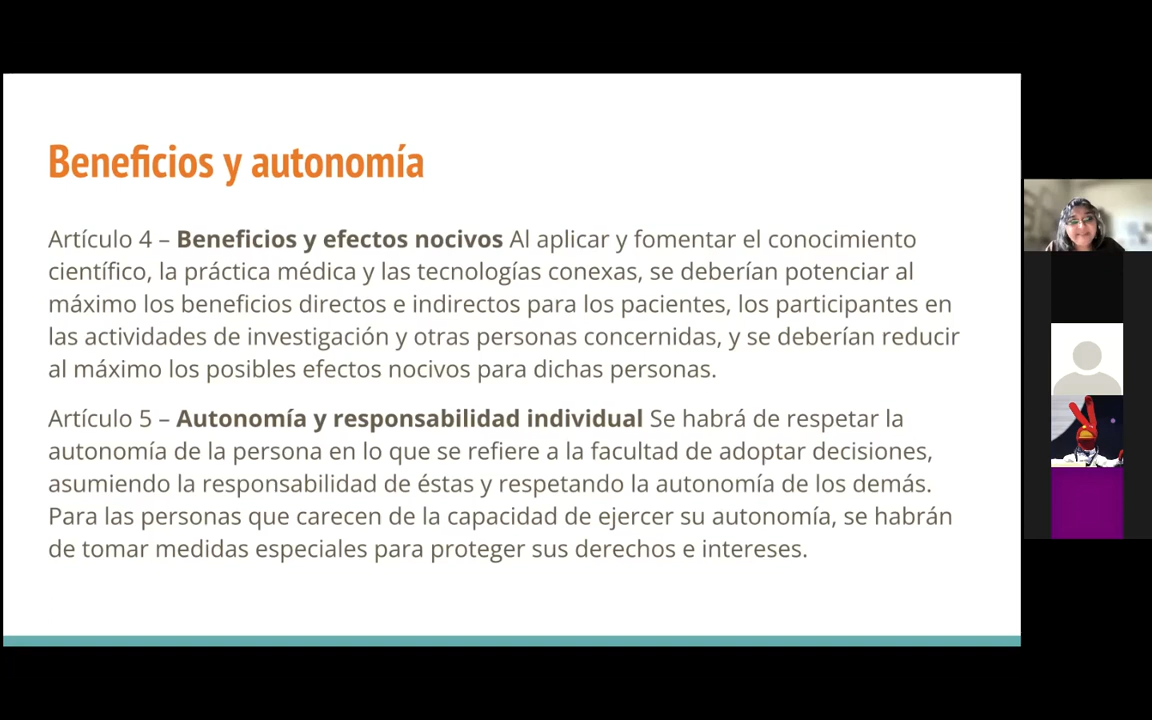 Beneficios y autonomía
Artículo 4 – Beneficios y efectos nocivos Al aplicar y fomentar el conocimiento
científico, la práctica médica y las tecnologías conexas, se deberían potenciar al
máximo los beneficios directos e indirectos para los pacientes, los participantes en
las actividades de investigación y otras personas concernidas, y se deberían reducir
al máximo los posibles efectos nocivos para dichas personas.
Artículo 5 – Autonomía y responsabilidad individual Se habrá de respetar la
autonomía de la persona en lo que se refiere a la facultad de adoptar decisiones,
asumiendo la responsabilidad de éstas y respetando la autonomía de los demás.
Para las personas que carecen de la capacidad de ejercer su autonomía, se habrán
de tomar medidas especiales para proteger sus derechos e intereses.